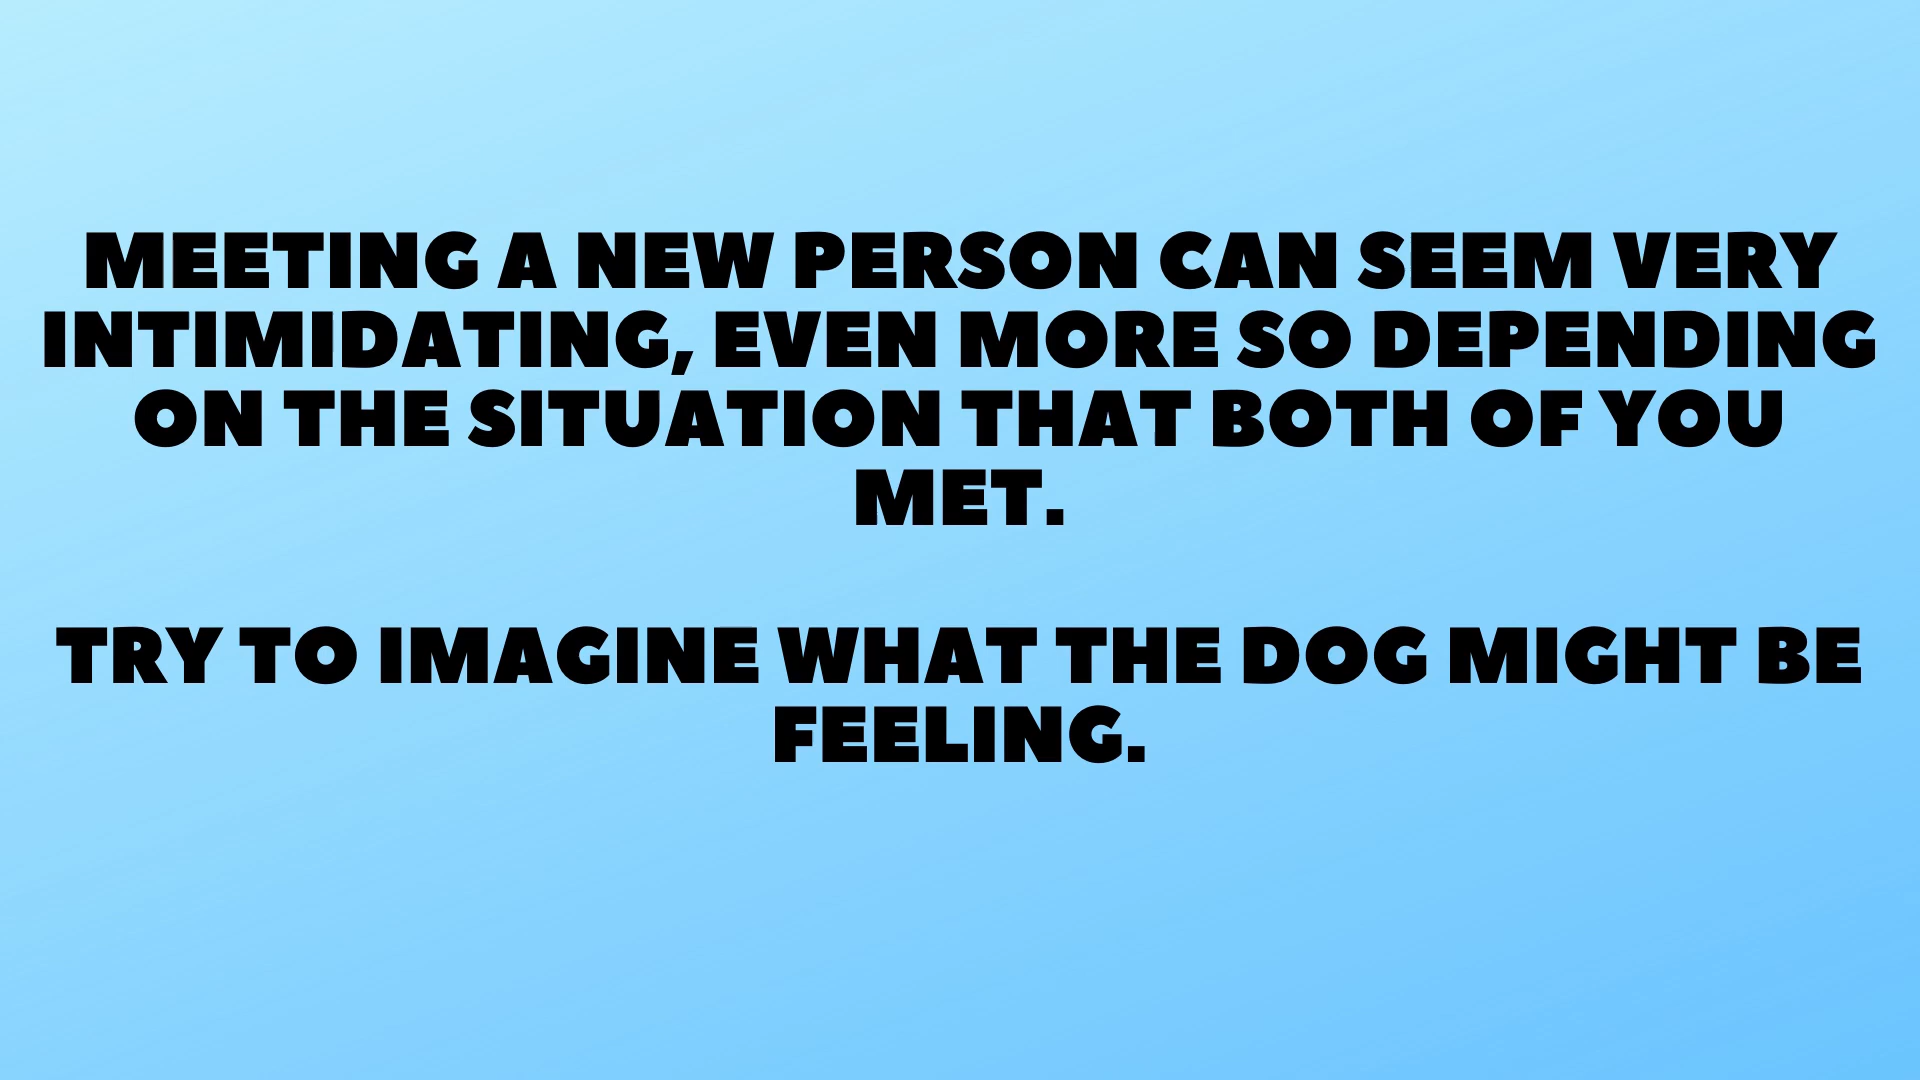 MEETING A NEW PERSON CAN SEEM VERY
INTIMIDATING, EVEN MORE SO DEPENDING
ON THE SITUATION THAT BOTH OF YOU
MET.
TRY TO IMAGINE WHAT THE DOG MIGHT BE
FEELING.